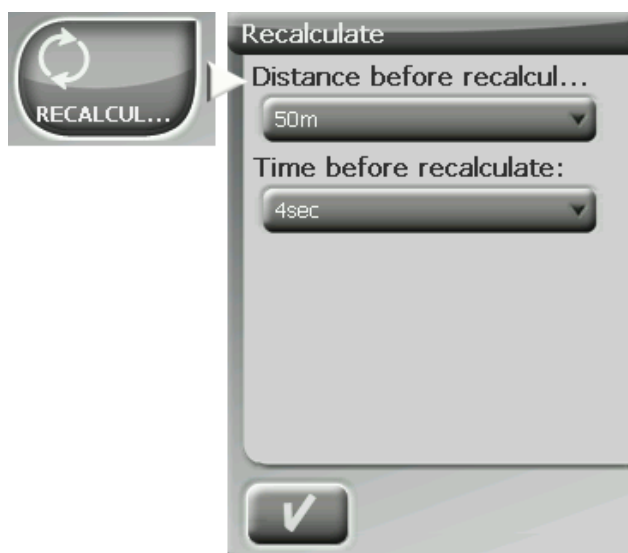 RECALCUL...
Recalculate
Distance before recalcul...
50m
Time before recalculate:
4sec